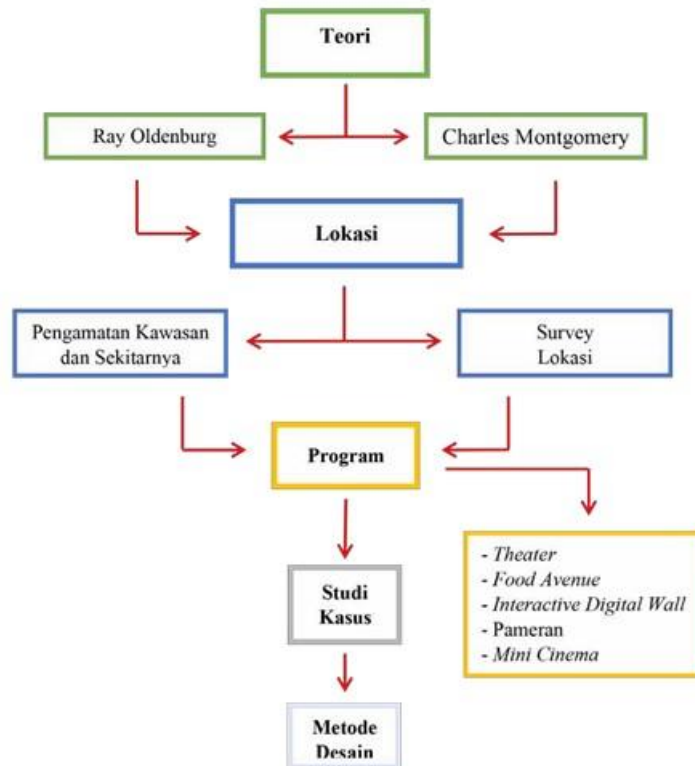 Teori
Ray Oldenburg
Charles Montgomery
Lokasi
Pengamatan Kawasan
dan Sekitarnya
Survey
Lokasi
Program
- Theater
- Food Avenue
- Interactive Digital Wall
- Pameran
- Mini Cinema
Studi
Kasus
Metode
Desain